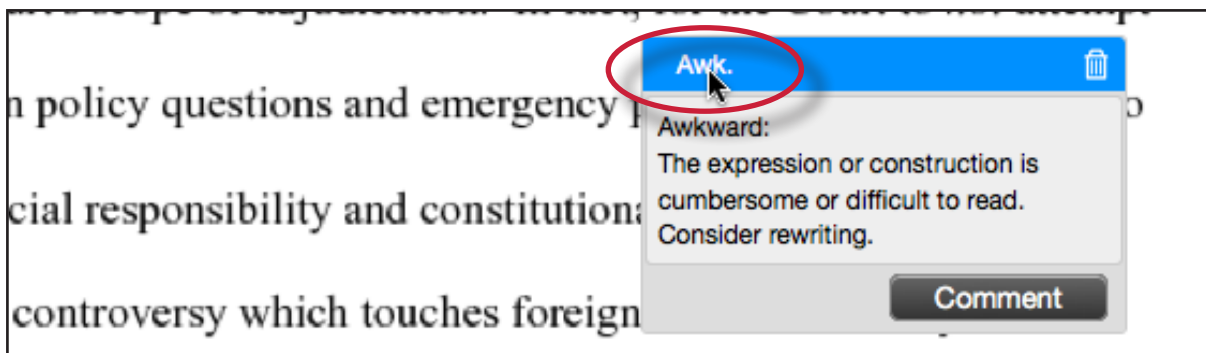 n policy questions and emergency
Awk.
o
Awkward:
The expression or construction is
cumbersome or difficult to read.
Consider rewriting.
cial responsibility and constitutiona
controversy which touches foreign
Comment